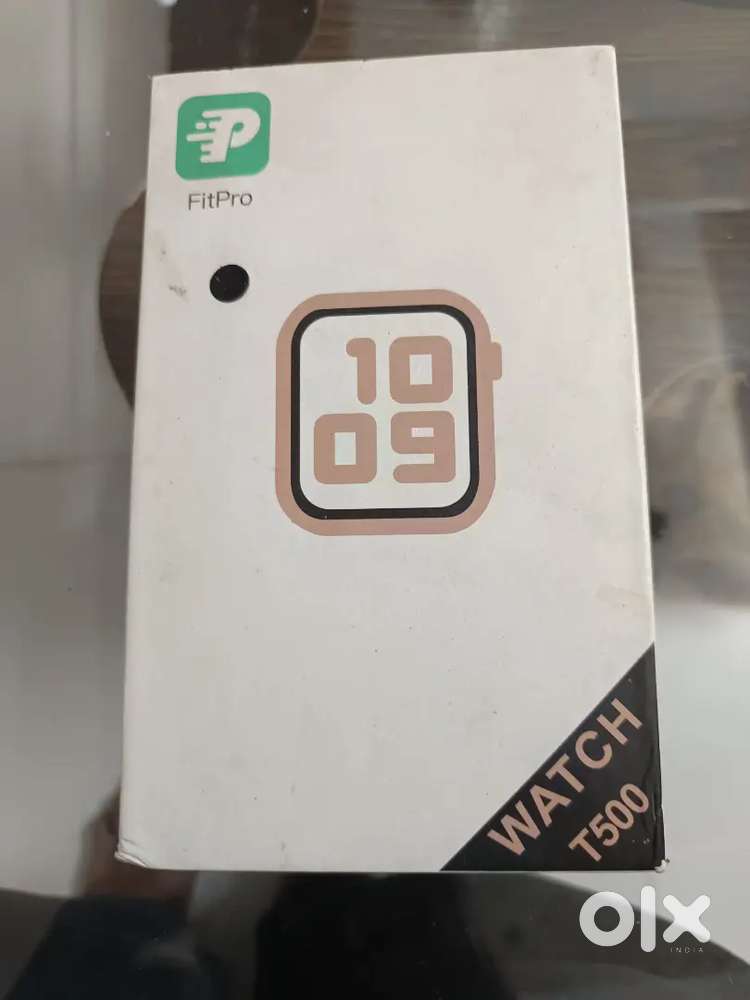 FitPro
10
09
WATCH
T500
olx
INDIA